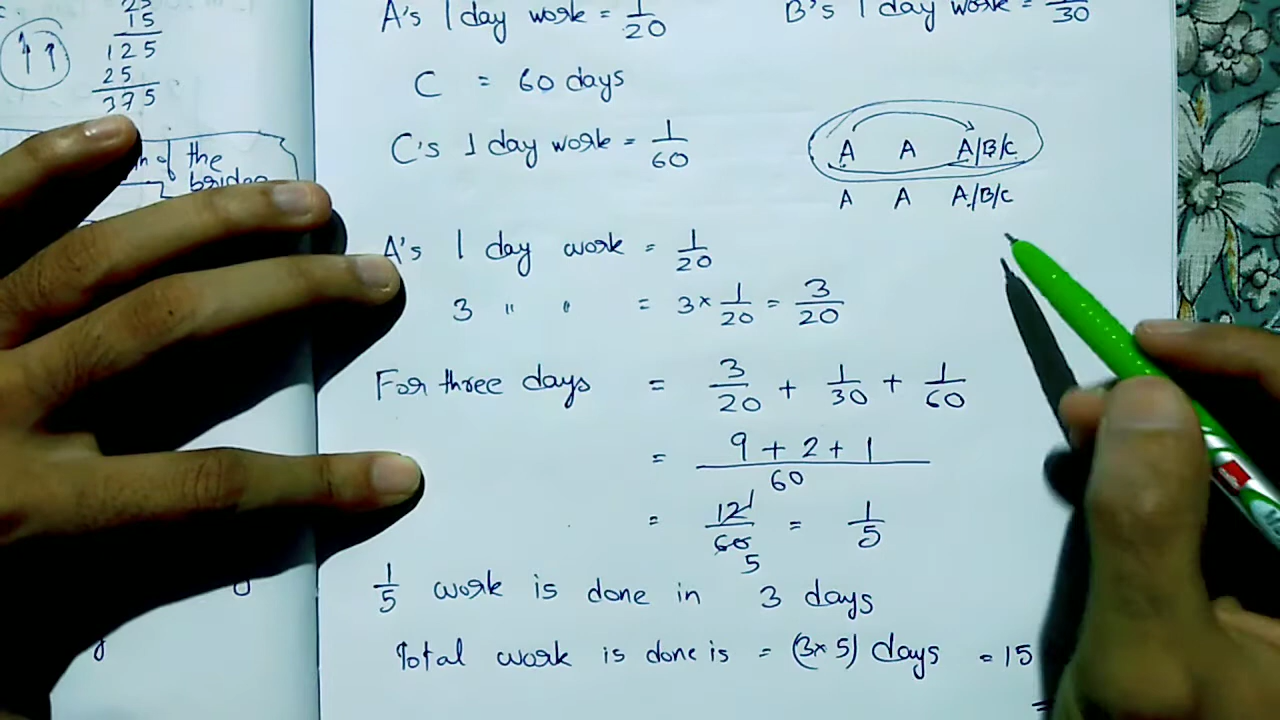 25
15
125
25
375
the
bridge
A's 1 day work = 1/20
B's 1 day work = 1/30
C = 60 days
C's 1 day work = 1/60
A A A/B/C
A A A/B/C
A's 1 day work = 1/20
3 " " = 3 × 1/20 = 3/20
For three days = 3/20 + 1/30 + 1/60
= 9 + 2 + 1 / 60
= 12/60 = 1/5
1
5
1/5 work is done in 3 days
Total work is done is = (3×5) days = 15